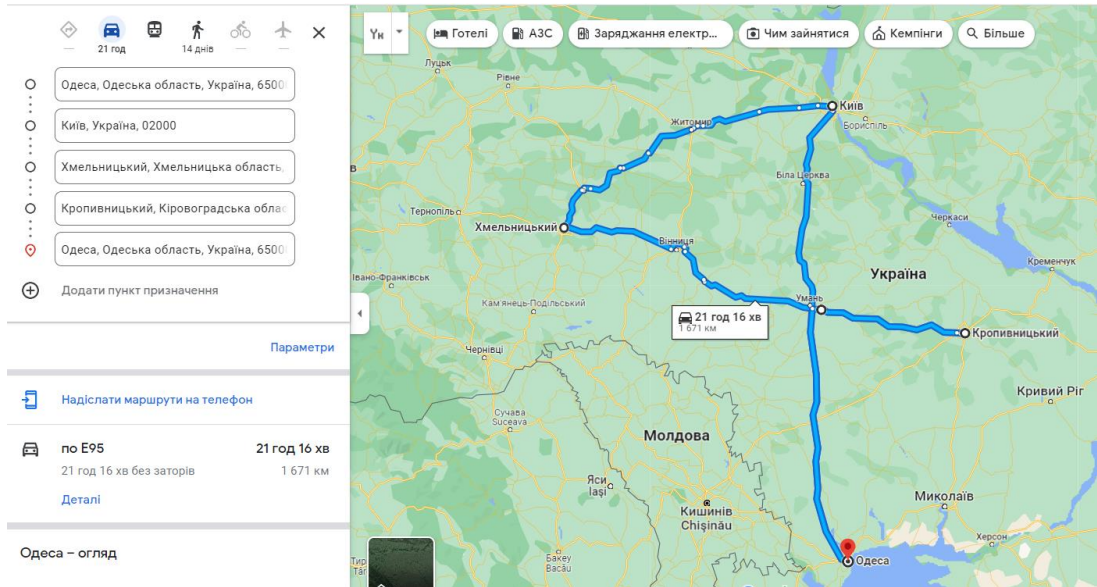 21 год
14 днів
Одеса, Одеська область, Україна, 6500
Київ, Україна, 02000
Хмельницький, Хмельницька область,
Кропивницький, Кіровоградська облас
Одеса, Одеська область, Україна, 6500
Додати пункт призначення
Параметри
Надіслати маршрути на телефон
по E95
21 год 16 хв
21 год 16 хв без заторів
1 671 км
Деталі
Одеса – огляд
Готелі
АЗС
Заряджання електр...
Чим зайнятися
Кемпінги
Більше
Луцьк
Рівне
Київ
Житомир
Бориспіль
Біла Церква
Тернопіль
Хмельницький
Черкаси
Вінниця
Кременчук
Україна
Івано-Франківськ
Кам'янець-Подільський
Умань
21 год 16 хв
1 671 км
Кропивницький
Чернівці
Кривий Ріг
Сучава
Suceava
Молдова
Яси
Iași
Миколаїв
Кишинів
Chișinău
Херсон
Бакеу
Bacău
Одеса